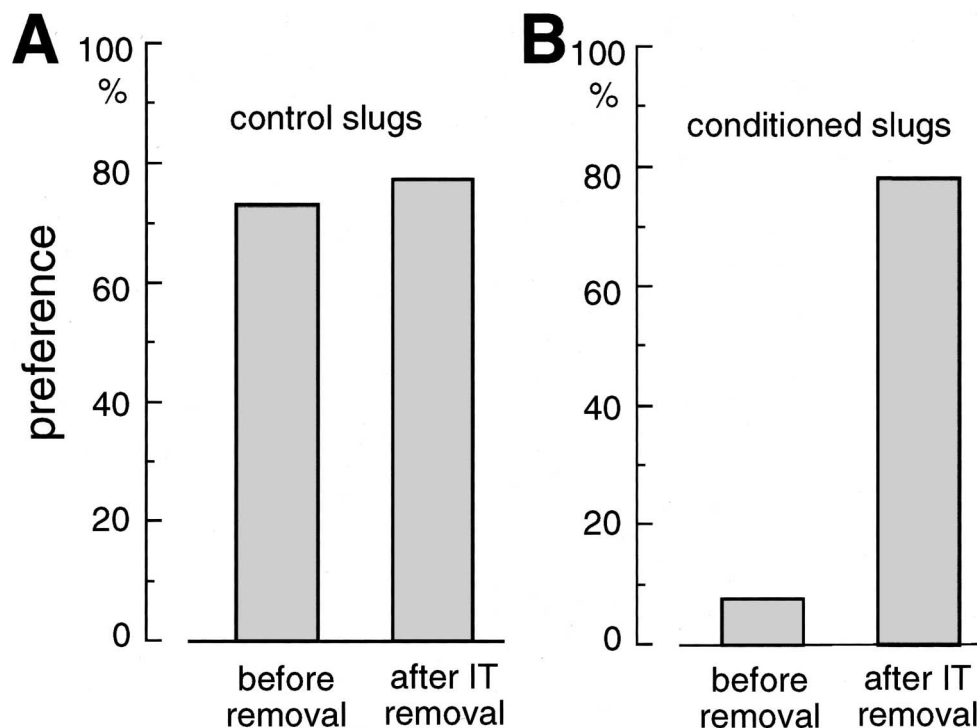 A
100
%
control slugs
80
60
40
20
0
preference
before
removal
after IT
removal
B
100
%
conditioned slugs
80
60
40
20
0
before
removal
after IT
removal